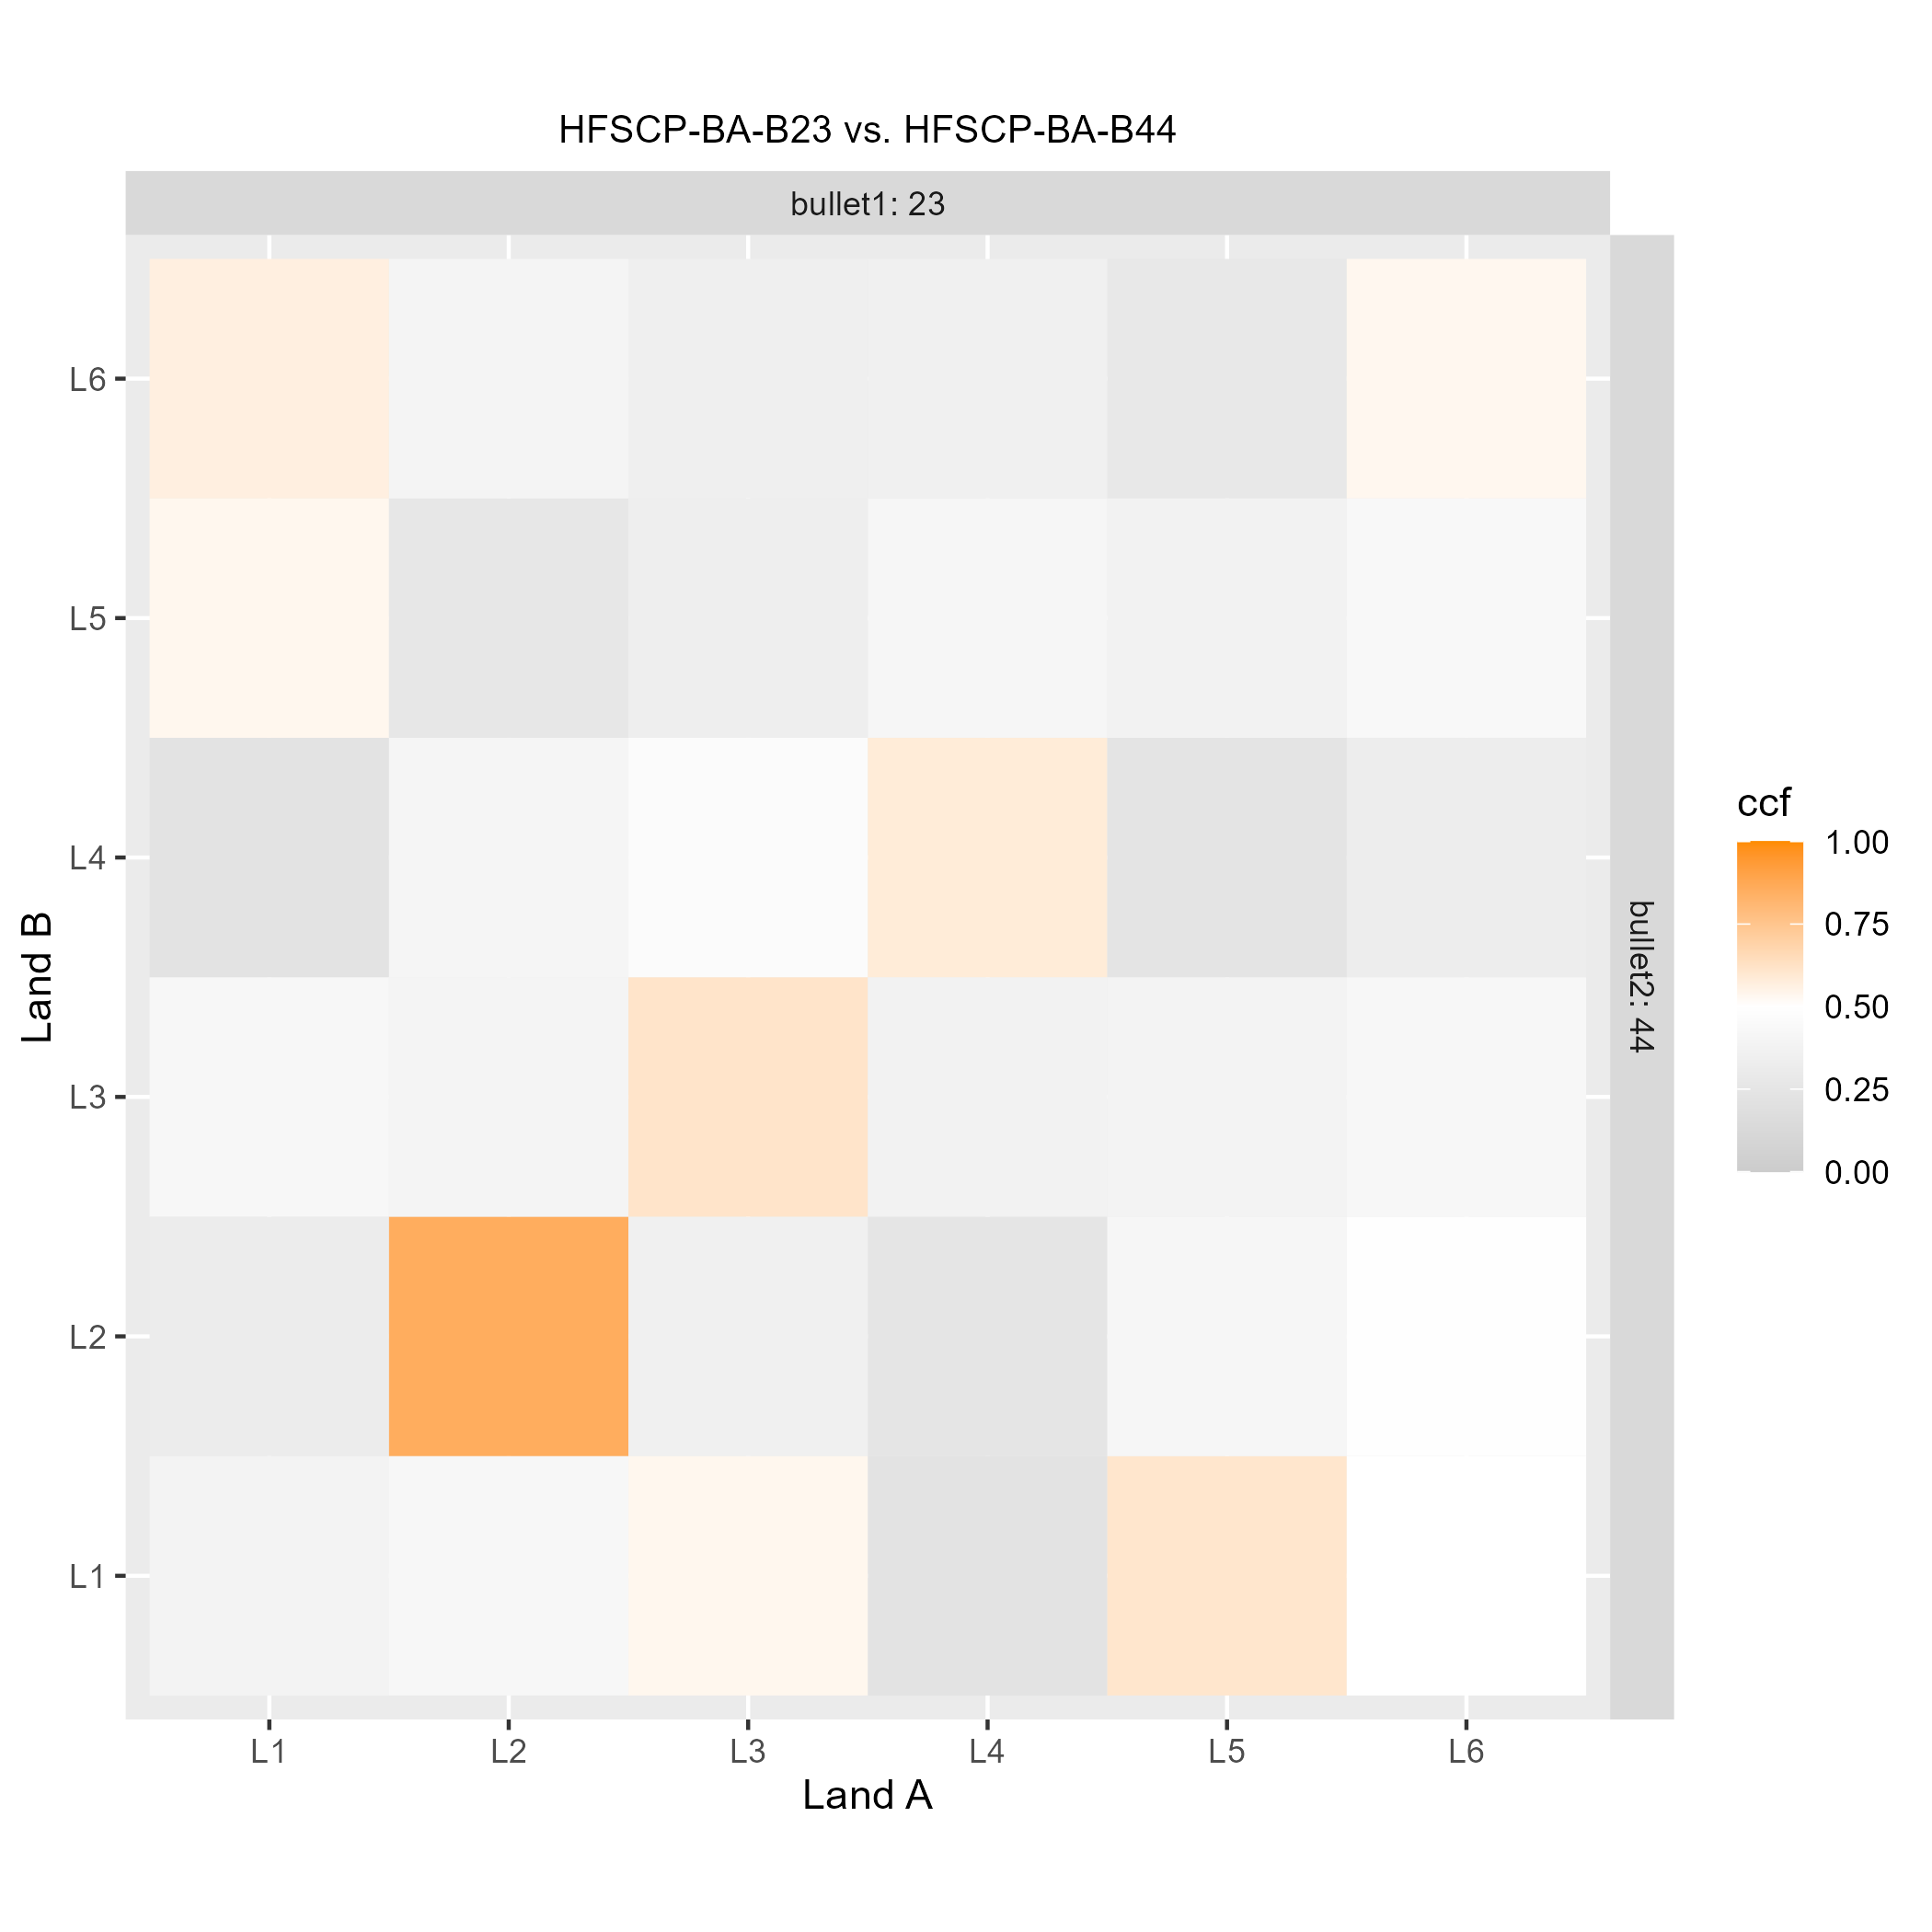 HFSCP-BA-B23 vs. HFSCP-BA-B44
bullet1: 23
L6
L5
L4
L3
L2
L1
Land B
L1 L2 L3 L4 L5 L6
Land A
bullet2: 44
ccf
1.00
0.75
0.50
0.25
0.00